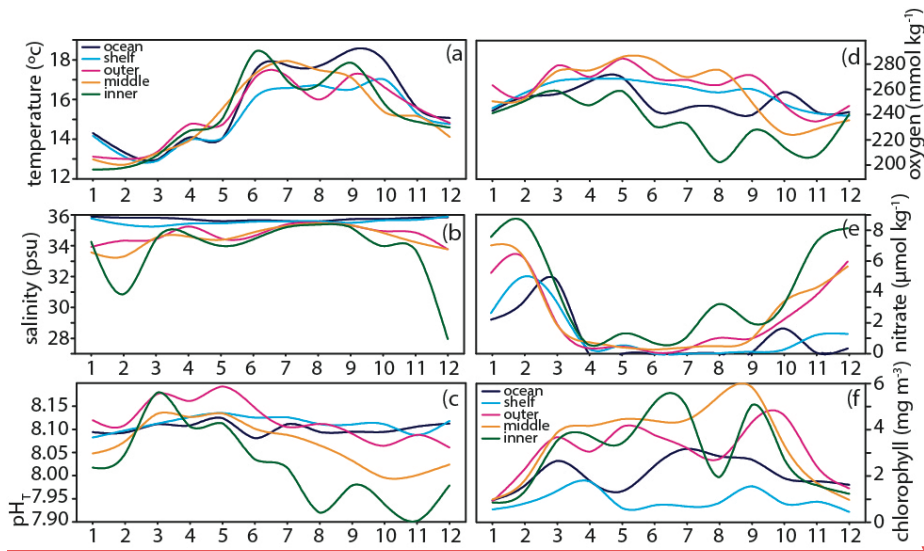 ocean
shelf
outer
middle
inner
(a)
temperature (ºc)
18
16
14
12
1 2 3 4 5 6 7 8 9 10 11 12
(d)
oxygen (mmol kg⁻¹)
280
260
240
220
200
1 2 3 4 5 6 7 8 9 10 11 12
(b)
salinity (psu)
36
34
32
30
28
1 2 3 4 5 6 7 8 9 10 11 12
(e)
nitrate (µmol kg⁻¹)
8
6
4
2
0
1 2 3 4 5 6 7 8 9 10 11 12
(c)
pHT
8.15
8.10
8.05
8.00
7.95
7.90
1 2 3 4 5 6 7 8 9 10 11 12
ocean
shelf
outer
middle
inner
(f)
chlorophyll (mg m⁻³)
6
4
2
0
1 2 3 4 5 6 7 8 9 10 11 12